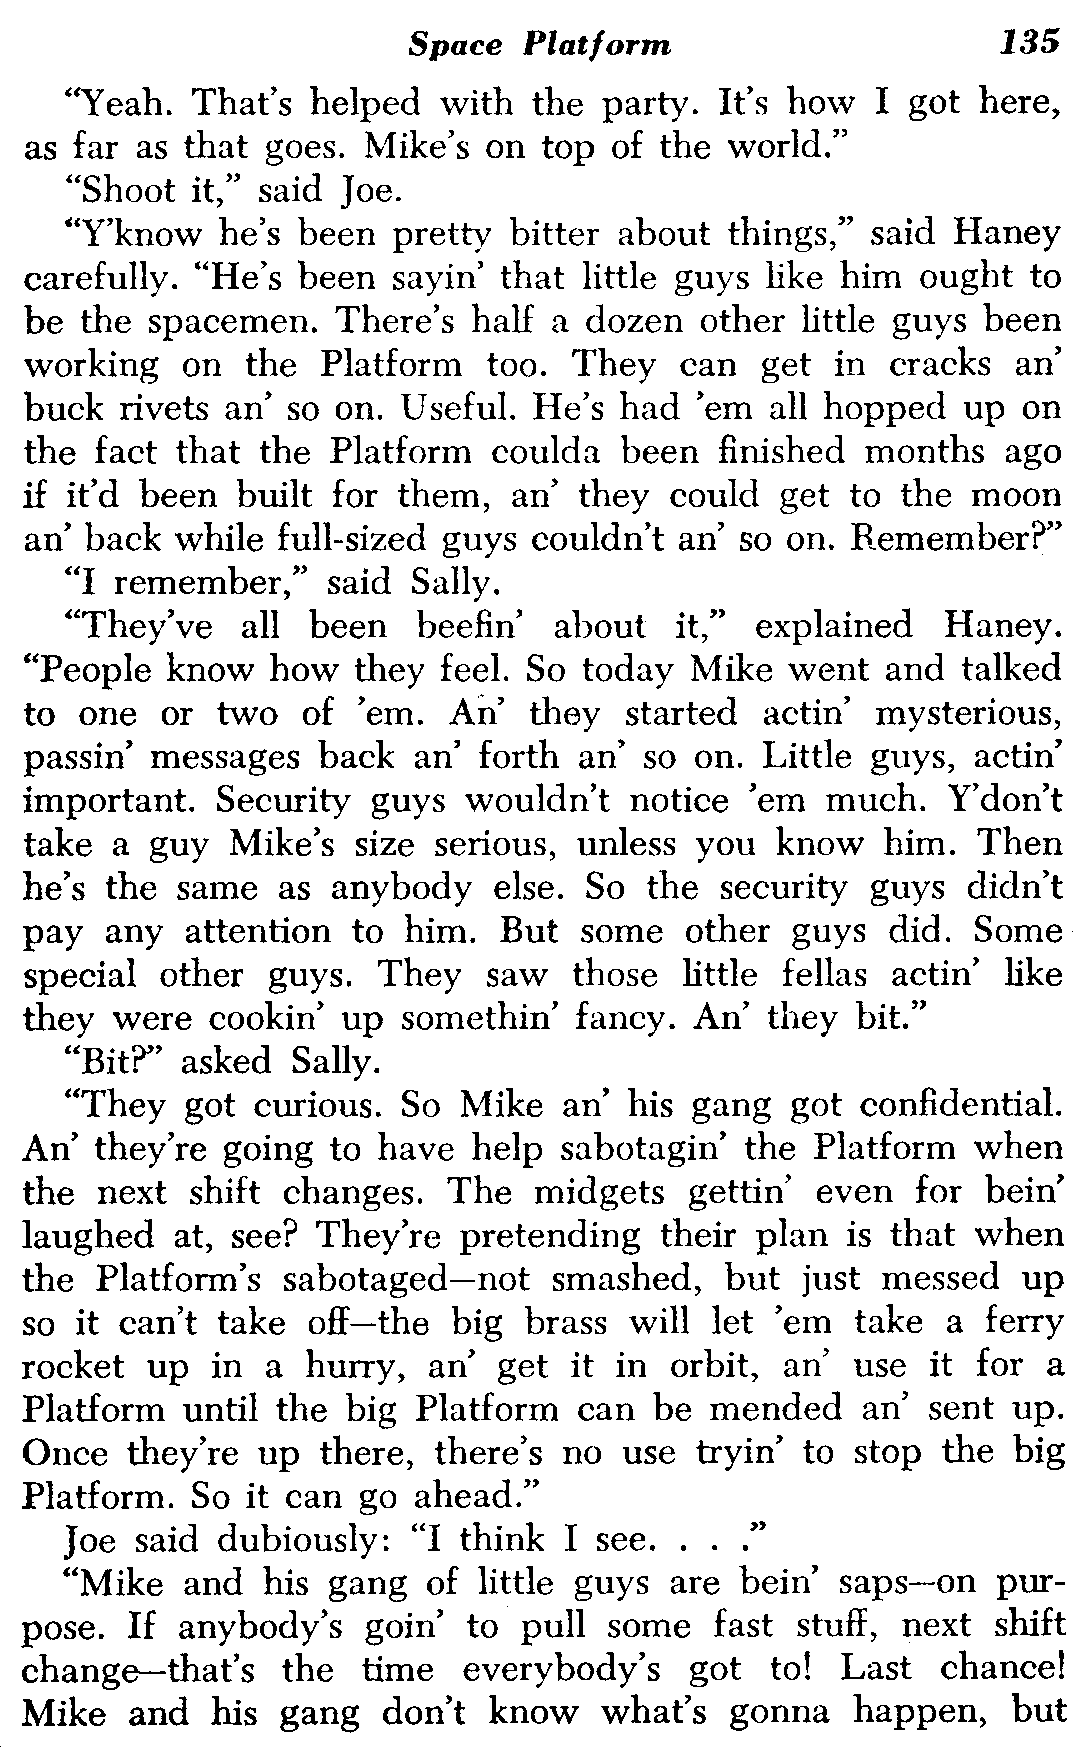 Space Platform 135
“Yeah. That’s helped with the party. It’s how I got here,
as far as that goes. Mike’s on top of the world.”
“Shoot it,” said Joe.
“Y’know he’s been pretty bitter about things,” said Haney
carefully. “He’s been sayin’ that little guys like him ought to
be the spacemen. There’s half a dozen other little guys been
working on the Platform too. They can get in cracks an’
buck rivets an’ so on. Useful. He’s had ’em all hopped up on
the fact that the Platform coulda been finished months ago
if it’d been built for them, an’ they could get to the moon
an’ back while full-sized guys couldn’t an’ so on. Remember?”
“I remember,” said Sally.
“They’ve all been beefin’ about it,” explained Haney.
“People know how they feel. So today Mike went and talked
to one or two of ’em. An’ they started actin’ mysterious,
passin’ messages back an’ forth an’ so on. Little guys, actin’
important. Security guys wouldn’t notice ’em much. Y’don’t
take a guy Mike’s size serious, unless you know him. Then
he’s the same as anybody else. So the security guys didn’t
pay any attention to him. But some other guys did. Some
special other guys. They saw those little fellas actin’ like
they were cookin’ up somethin’ fancy. An’ they bit.”
“Bit?” asked Sally.
“They got curious. So Mike an’ his gang got confidential.
An’ they’re going to have help sabotagin’ the Platform when
the next shift changes. The midgets gettin’ even for bein’
laughed at, see? They’re pretending their plan is that when
the Platform’s sabotaged—not smashed, but just messed up
so it can’t take off—the big brass will let ’em take a ferry
rocket up in a hurry, an’ get it in orbit, an’ use it for a
Platform until the big Platform can be mended an’ sent up.
Once they’re up there, there’s no use tryin’ to stop the big
Platform. So it can go ahead.”
Joe said dubiously: “I think I see. . . .”
“Mike and his gang of little guys are bein’ saps—on pur-
pose. If anybody’s goin’ to pull some fast stuff, next shift
change—that’s the time everybody’s got to! Last chance!
Mike and his gang don’t know what’s gonna happen, but